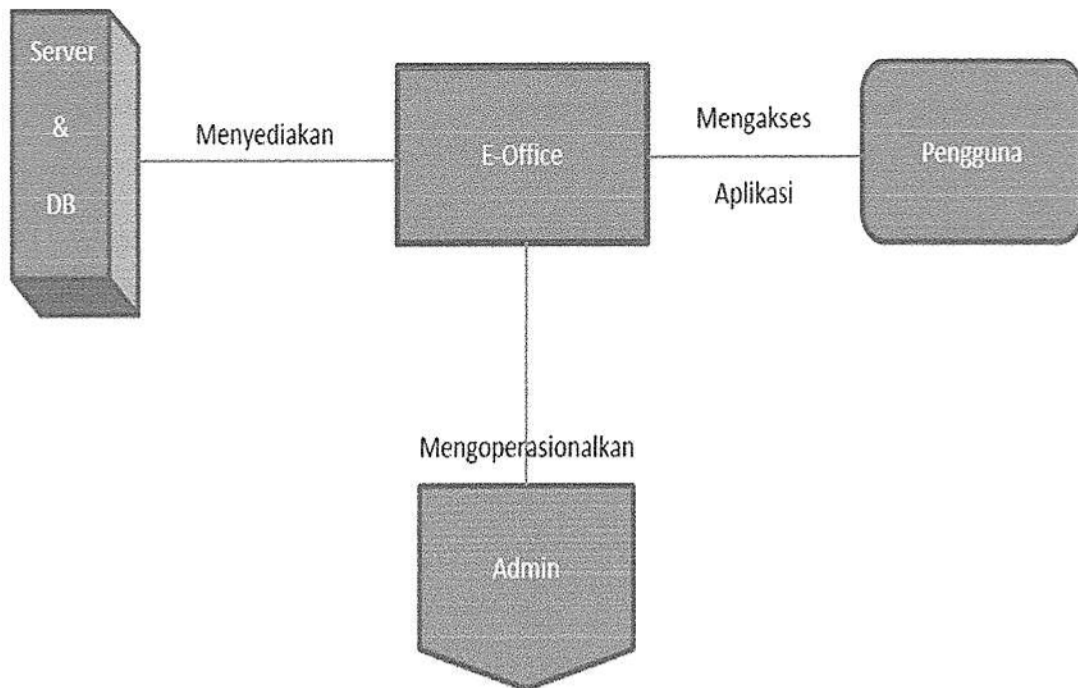 Server
&
DB
Menyediakan
E-Office
Mengakses
Aplikasi
Pengguna
Mengoperasionalkan
Admin